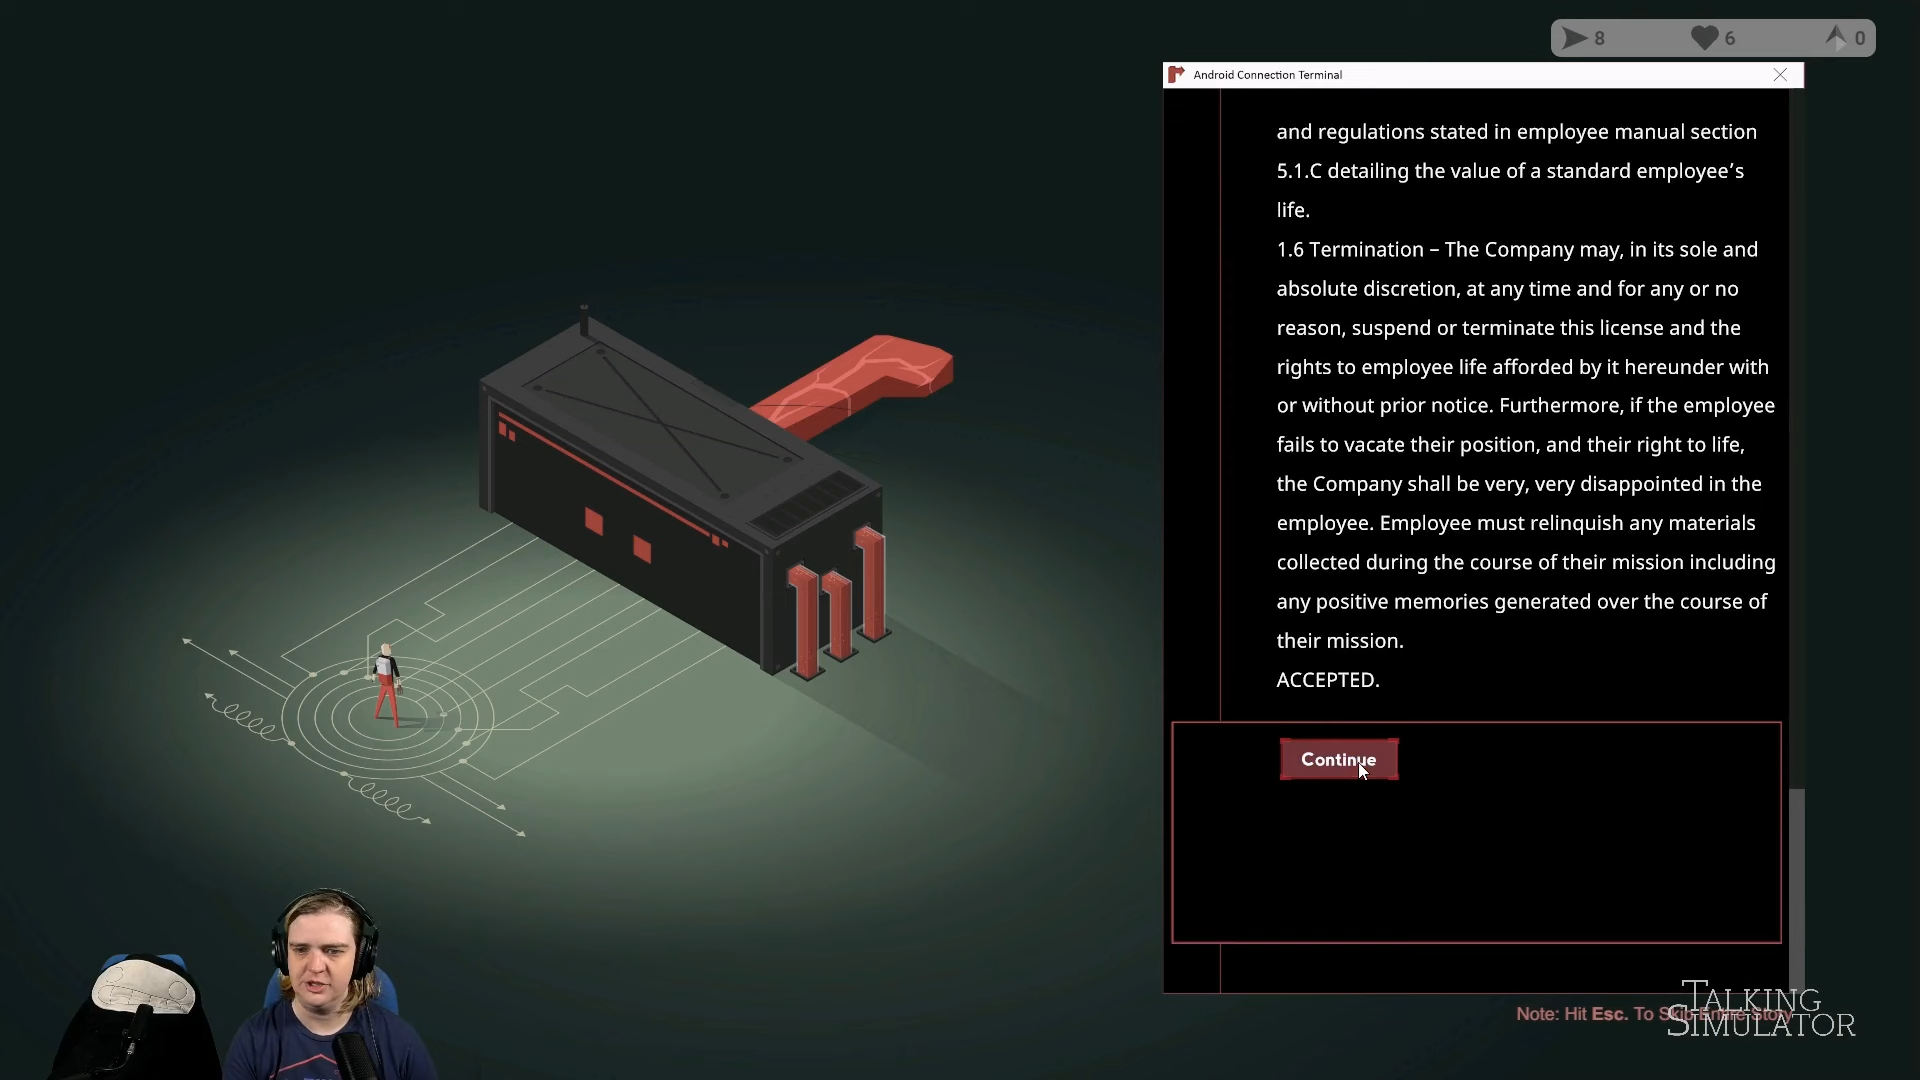 8 6 0
Android Connection Terminal
and regulations stated in employee manual section
5.1.C detailing the value of a standard employee’s
life.
1.6 Termination – The Company may, in its sole and
absolute discretion, at any time and for any or no
reason, suspend or terminate this license and the
rights to employee life afforded by it hereunder with
or without prior notice. Furthermore, if the employee
fails to vacate their position, and their right to life,
the Company shall be very, very disappointed in the
employee. Employee must relinquish any materials
collected during the course of their mission including
any positive memories generated over the course of
their mission.
ACCEPTED.
Continue
Note: Hit Esc. To Skip Entire Story
TALKING
SIMULATOR